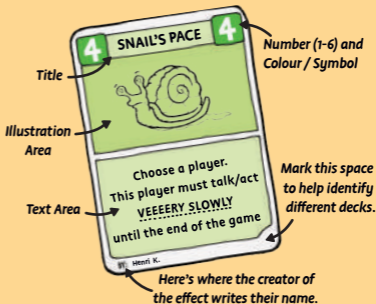 4 SNAIL'S PACE 4
Number (1-6) and
Colour / Symbol
Title
Illustration
Area
Choose a player.
This player must talk/act
VEEEERY SLOWLY
until the end of the game
Text Area
Mark this space
to help identify
different decks.
Henri K.
Here's where the creator of
the effect writes their name.